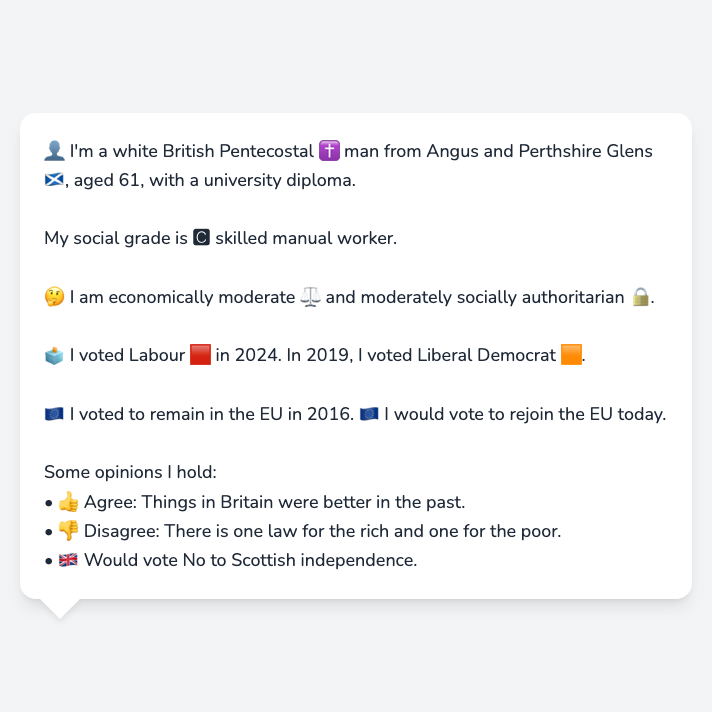 👤 I'm a white British Pentecostal ✝️ man from Angus and Perthshire Glens
🏴󠁧󠁢󠁳󠁣󠁴󠁿, aged 61, with a university diploma.
My social grade is 🅲 skilled manual worker.
🤔 I am economically moderate ⚖️ and moderately socially authoritarian 🔒.
🗳️ I voted Labour 🟥 in 2024. In 2019, I voted Liberal Democrat 🟧.
🇪🇺 I voted to remain in the EU in 2016. 🇪🇺 I would vote to rejoin the EU today.
Some opinions I hold:
• 👍 Agree: Things in Britain were better in the past.
• 👎 Disagree: There is one law for the rich and one for the poor.
• 🇬🇧 Would vote No to Scottish independence.